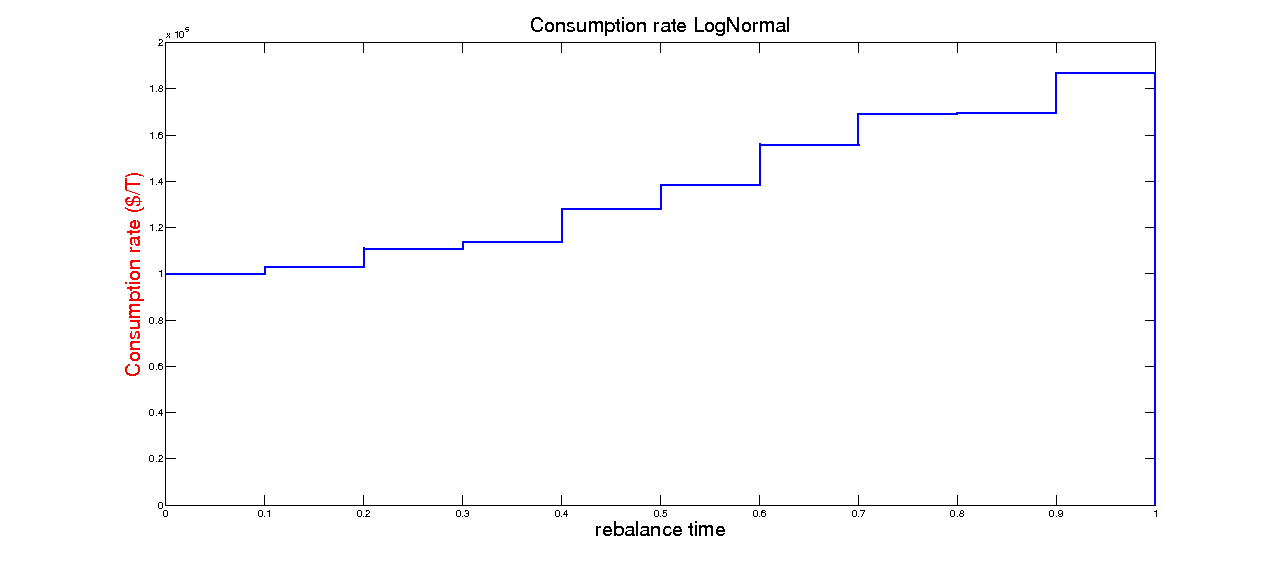 Consumption rate LogNormal
x 10^5
2
1.8
1.6
1.4
1.2
1
0.8
0.6
0.4
0.2
0
Consumption rate ($/T)
0 0.1 0.2 0.3 0.4 0.5 0.6 0.7 0.8 0.9 1
rebalance time